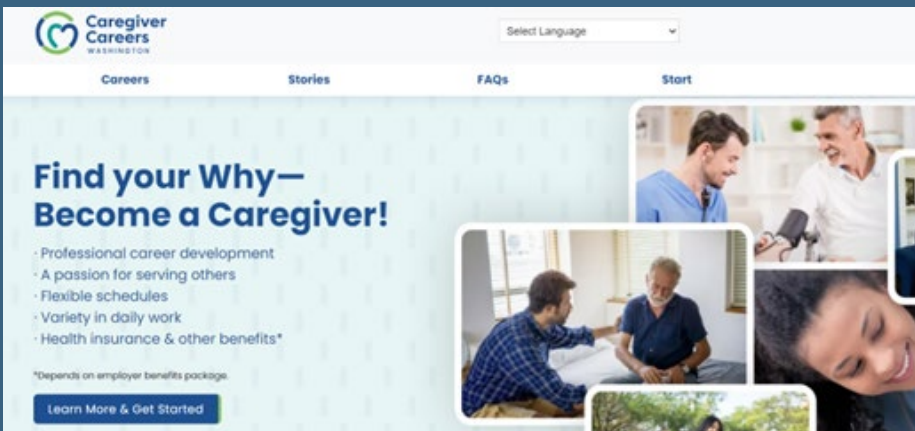 Caregiver
Careers
WASHINGTON
Select Language
Careers Stories FAQs Start
Find your Why—
Become a Caregiver!
· Professional career development
· A passion for serving others
· Flexible schedules
· Variety in daily work
· Health insurance & other benefits*
*Depends on employer benefits package.
Learn More & Get Started